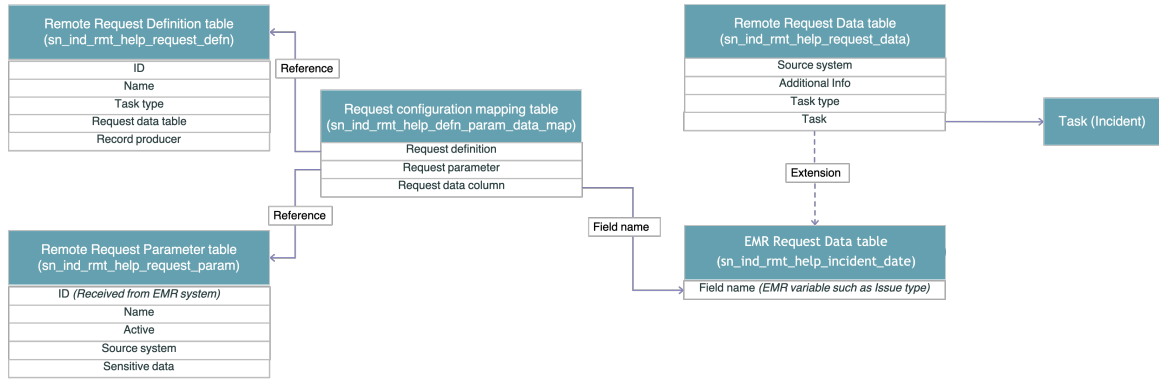 Remote Request Definition table
(sn_ind_rmt_help_request_defn)
ID
Name
Task type
Request data table
Record producer
Reference
Request configuration mapping table
(sn_ind_rmt_help_defn_param_data_map)
Request definition
Request parameter
Request data column
Reference
Remote Request Parameter table
(sn_ind_rmt_help_request_param)
ID (Received from EMR system)
Name
Active
Source system
Sensitive data
Field name
Remote Request Data table
(sn_ind_rmt_help_request_data)
Source system
Additional Info
Task type
Task
Task (Incident)
Extension
EMR Request Data table
(sn_ind_rmt_help_incident_date)
Field name (EMR variable such as Issue type)